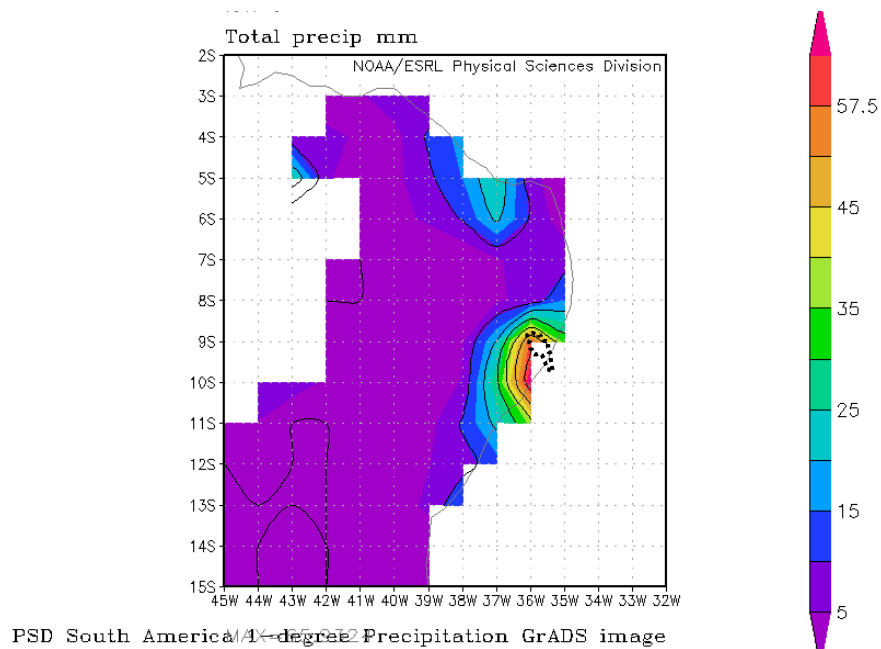 Total precip mm
NOAA/ESRL Physical Sciences Division
2S
3S
4S
5S
6S
7S
8S
9S
10S
11S
12S
13S
14S
15S
45W 44W 43W 42W 41W 40W 39W 38W 37W 36W 35W 34W 33W 32W
57.5
45
35
25
15
5
PSD South America 1-degree Precipitation GrADS image